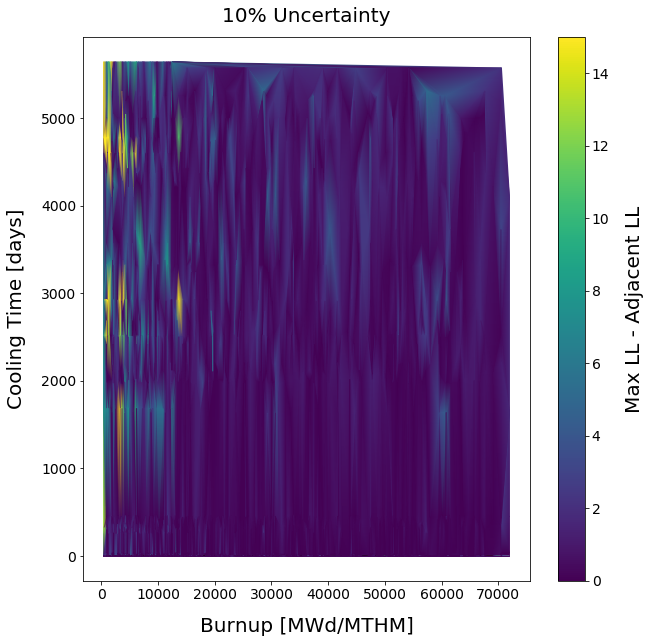 10% Uncertainty
Cooling Time [days]
5000
4000
3000
2000
1000
0
0 10000 20000 30000 40000 50000 60000 70000
Burnup [MWd/MTHM]
14
12
10
8
6
4
2
0
Max LL - Adjacent LL